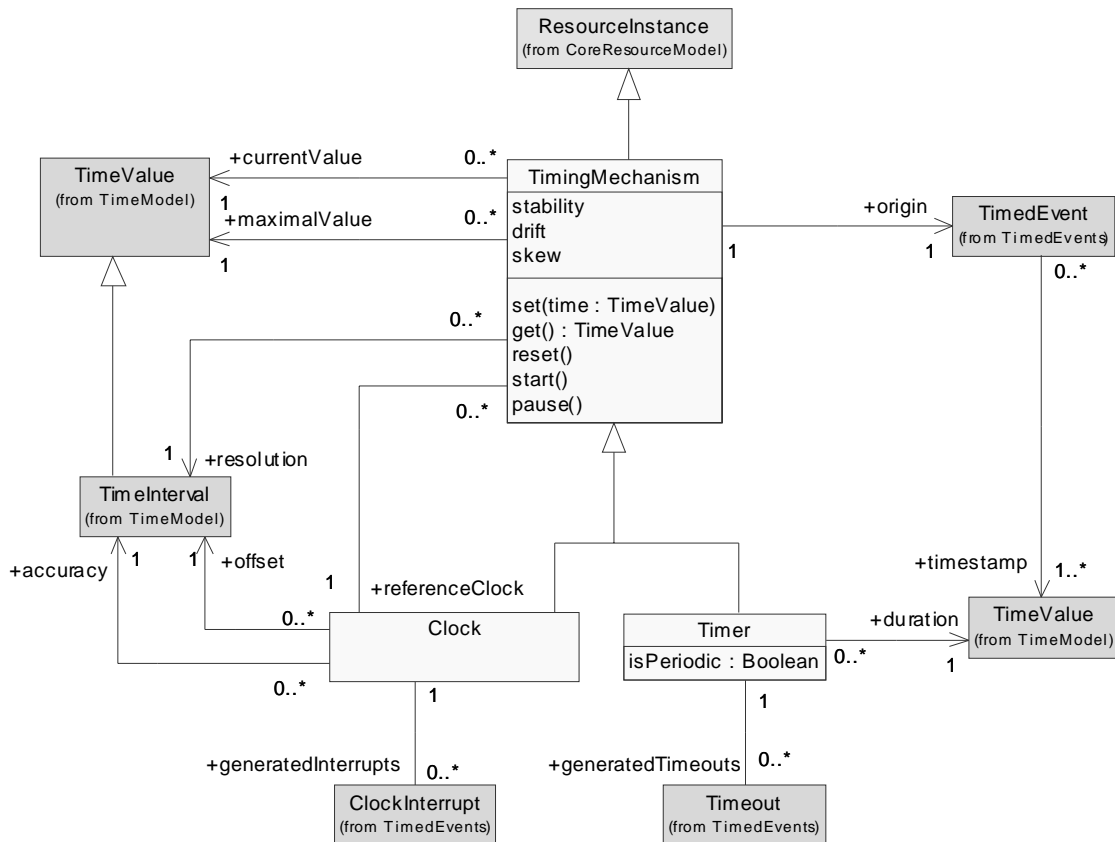 ResourceInstance
(from CoreResourceModel)
TimeValue
(from TimeModel)
+currentValue
0..*
1
+maximalValue
0..*
1
TimingMechanism
stability
drift
skew
set(time : TimeValue)
get() : TimeValue
reset()
start()
pause()
+origin
1
1
TimedEvent
(from TimedEvents)
0..*
0..*
0..*
1
+resolution
TimeInterval
(from TimeModel)
+accuracy
1
1
+offset
1
+referenceClock
0..*
0..*
Clock
Timer
isPeriodic : Boolean
+timestamp
1..*
+duration
0..*
1
TimeValue
(from TimeModel)
1
1
+generatedInterrupts
0..*
+generatedTimeouts
0..*
ClockInterrupt
(from TimedEvents)
Timeout
(from TimedEvents)